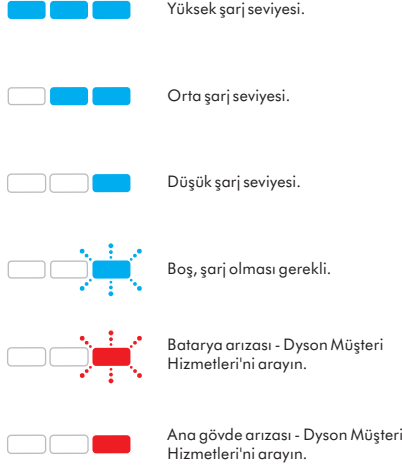 Yüksek şarj seviyesi.
Orta şarj seviyesi.
Düşük şarj seviyesi.
Boş, şarj olması gerekli.
Batarya arızası - Dyson Müşteri
Hizmetleri'ni arayın.
Ana gövde arızası - Dyson Müşteri
Hizmetleri'ni arayın.